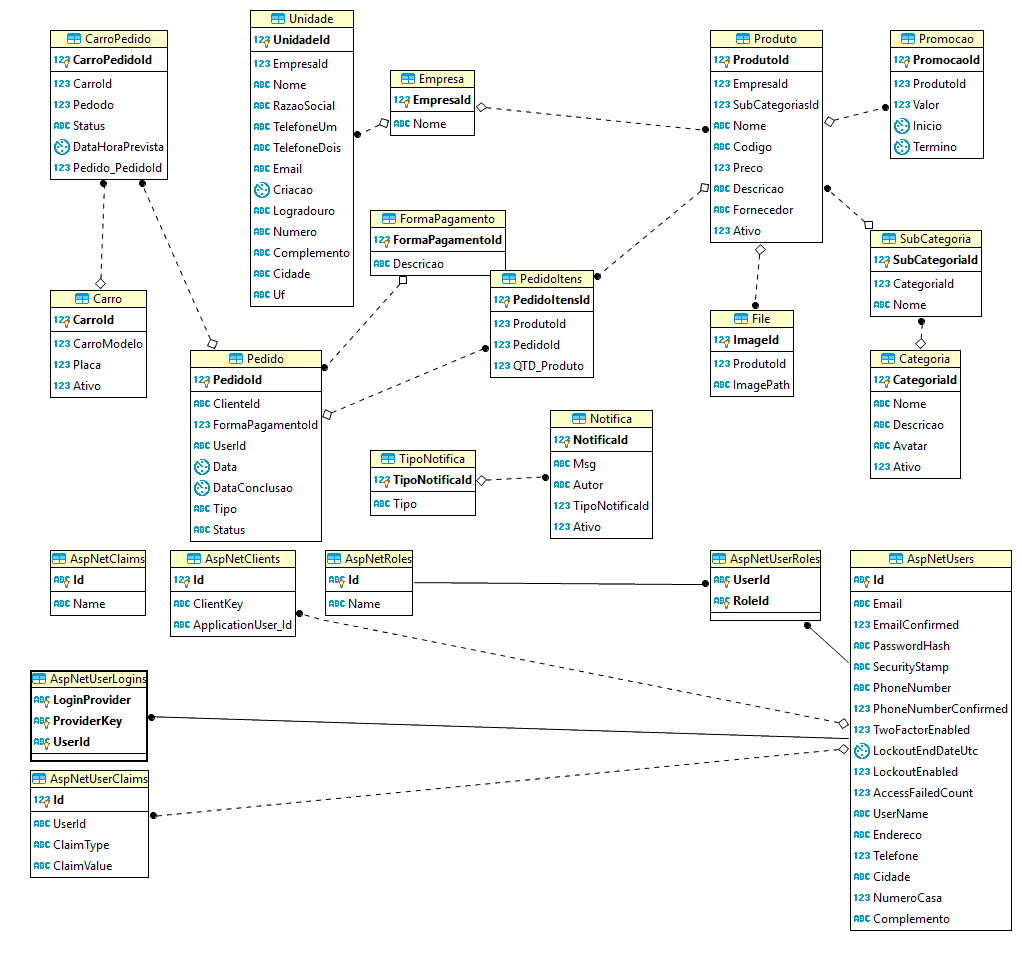 CarroPedido
123 CarroPedidoId
123 CarroId
123 Pedodo
ABC Status
DataHoraPrevista
123 Pedido_PedidoId
Unidade
123 UnidadeId
123 EmpresaId
ABC Nome
ABC RazaoSocial
ABC TelefoneUm
ABC TelefoneDois
ABC Email
Criacao
ABC Logradouro
ABC Numero
ABC Complemento
ABC Cidade
ABC Uf
Empresa
123 EmpresaId
ABC Nome
Produto
123 ProdutoId
123 EmpresaId
123 SubCategoriasId
ABC Nome
ABC Codigo
123 Preco
ABC Descricao
ABC Fornecedor
123 Ativo
Promocao
123 PromocaoId
123 ProdutoId
123 Valor
Inicio
Termino
FormaPagamento
123 FormaPagamentoId
ABC Descricao
PedidoItens
123 PedidoItensId
123 ProdutoId
123 PedidoId
123 QTD_Produto
SubCategoria
123 SubCategoriaId
123 CategoriaId
ABC Nome
Carro
123 CarroId
123 CarroModelo
123 Placa
123 Ativo
File
123 ImageId
123 ProdutoId
ABC ImagePath
Pedido
123 PedidoId
ABC ClienteId
123 FormaPagamentoId
ABC UserId
Data
DataConclusao
ABC Tipo
ABC Status
Categoria
123 CategoriaId
ABC Nome
ABC Descricao
ABC Avatar
123 Ativo
TipoNotifica
123 TipoNotificaId
ABC Tipo
Notifica
123 NotificaId
ABC Msg
ABC Autor
123 TipoNotificaId
123 Ativo
AspNetClaims
ABC Id
ABC Name
AspNetClients
123 Id
ABC ClientKey
ABC ApplicationUser_Id
AspNetRoles
ABC Id
ABC Name
AspNetUserRoles
ABC UserId
ABC RoleId
AspNetUsers
ABC Id
ABC Email
123 EmailConfirmed
ABC PasswordHash
ABC SecurityStamp
ABC PhoneNumber
123 PhoneNumberConfirmed
123 TwoFactorEnabled
LockoutEndDateUtc
123 LockoutEnabled
123 AccessFailedCount
ABC UserName
ABC Endereco
123 Telefone
ABC Cidade
123 NumeroCasa
ABC Complemento
AspNetUserLogins
ABC LoginProvider
ABC ProviderKey
ABC UserId
AspNetUserClaims
123 Id
ABC UserId
ABC ClaimType
ABC ClaimValue